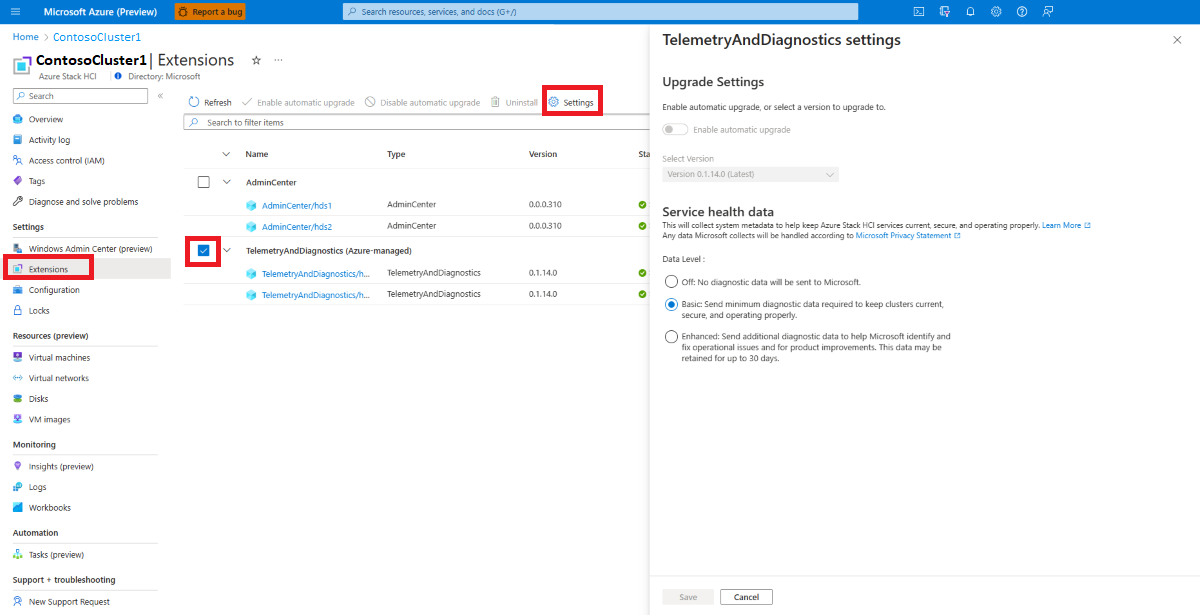 Microsoft Azure (Preview)
Report a bug
Search resources, services, and docs (G+/)
Home > ContosoCluster1
ContosoCluster1 | Extensions
Azure Stack HCI
Directory: Microsoft
Search
Overview
Activity log
Access control (IAM)
Tags
Diagnose and solve problems
Settings
Windows Admin Center (preview)
Extensions
Configuration
Locks
Resources (preview)
Virtual machines
Virtual networks
Disks
VM images
Monitoring
Insights (preview)
Logs
Workbooks
Automation
Tasks (preview)
Support + troubleshooting
New Support Request
Refresh
Enable automatic upgrade
Disable automatic upgrade
Uninstall
Settings
Search to filter items
Name Type Version Sta
AdminCenter
AdminCenter/hds1 AdminCenter 0.0.0.310
AdminCenter/hds2 AdminCenter 0.0.0.310
TelemetryAndDiagnostics (Azure-managed)
TelemetryAndDiagnostics/h... TelemetryAndDiagnostics 0.1.14.0
TelemetryAndDiagnostics/h... TelemetryAndDiagnostics 0.1.14.0
TelemetryAndDiagnostics settings
Upgrade Settings
Enable automatic upgrade, or select a version to upgrade to.
Enable automatic upgrade
Select Version
Version 0.1.14.0 (Latest)
Service health data
This will collect system metadata to help keep Azure Stack HCI services current, secure, and operating properly. Learn More
Any data Microsoft collects will be handled according to Microsoft Privacy Statement
Data Level :
Off: No diagnostic data will be sent to Microsoft.
Basic: Send minimum diagnostic data required to keep clusters current,
secure, and operating properly.
Enhanced: Send additional diagnostic data to help Microsoft identify and
fix operational issues and for product improvements. This data may be
retained for up to 30 days.
Save
Cancel